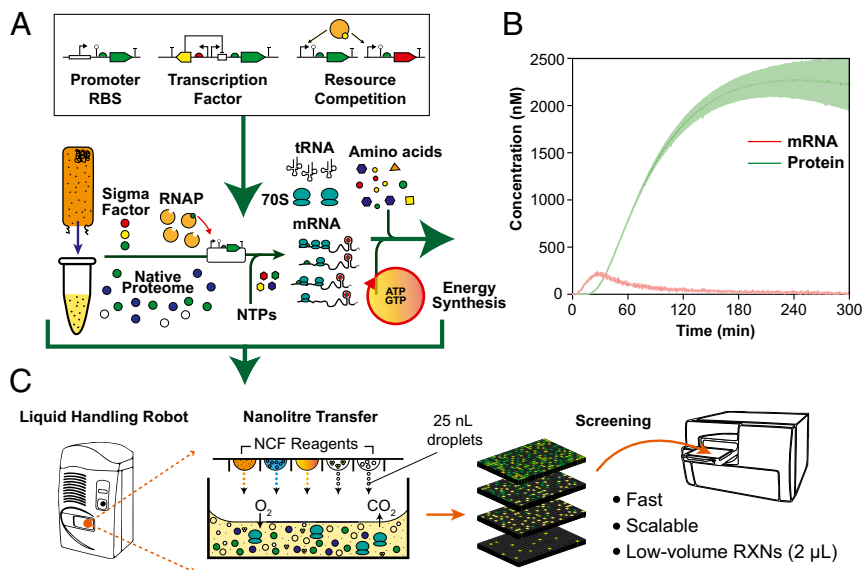 A
Promoter
RBS
Transcription
Factor
Resource
Competition
Sigma
Factor
RNAP
Native
Proteome
NTPs
tRNA
70S
mRNA
Amino acids
ATP
GTP
Energy
Synthesis
B
Concentration (nM)
2500
2000
1500
1000
500
0
0
60
120
180
240
300
Time (min)
mRNA
Protein
C
Liquid Handling Robot
Nanolitre Transfer
NCF Reagents
25 nL
droplets
O2
CO2
Screening
• Fast
• Scalable
• Low-volume RXNs (2 µL)